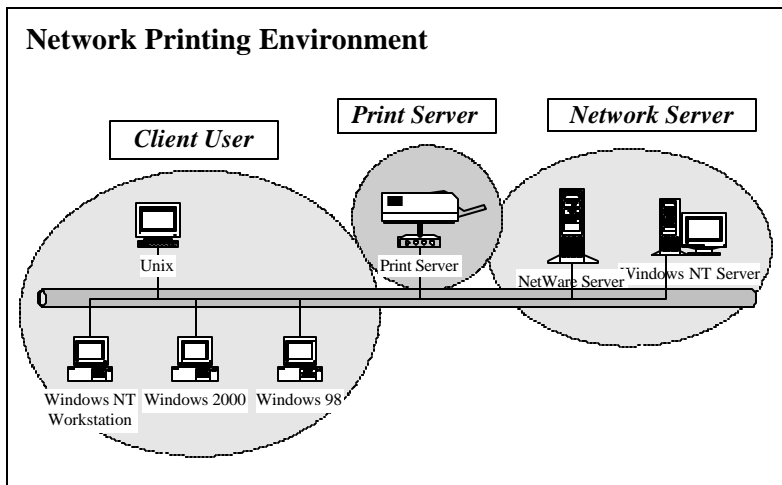 Network Printing Environment
Print Server
Network Server
Client User
Unix
Print Server
NetWare Server
Windows NT Server
Windows NT
Workstation
Windows 2000
Windows 98